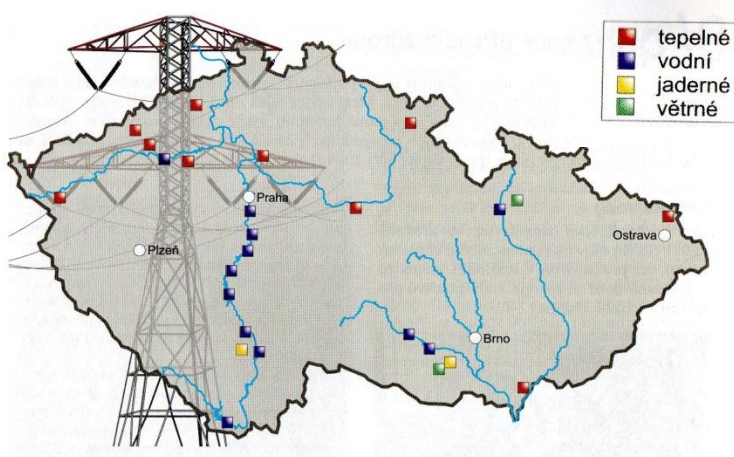 tepelné
vodní
jaderné
větrné
Praha
Plzeň
Ostrava
Brno